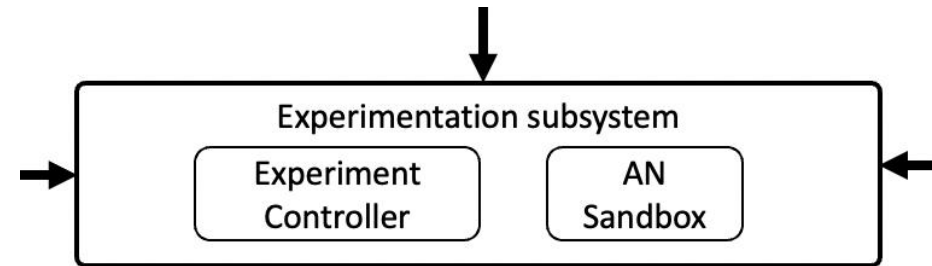 Experimentation subsystem
Experiment
Controller
AN
Sandbox